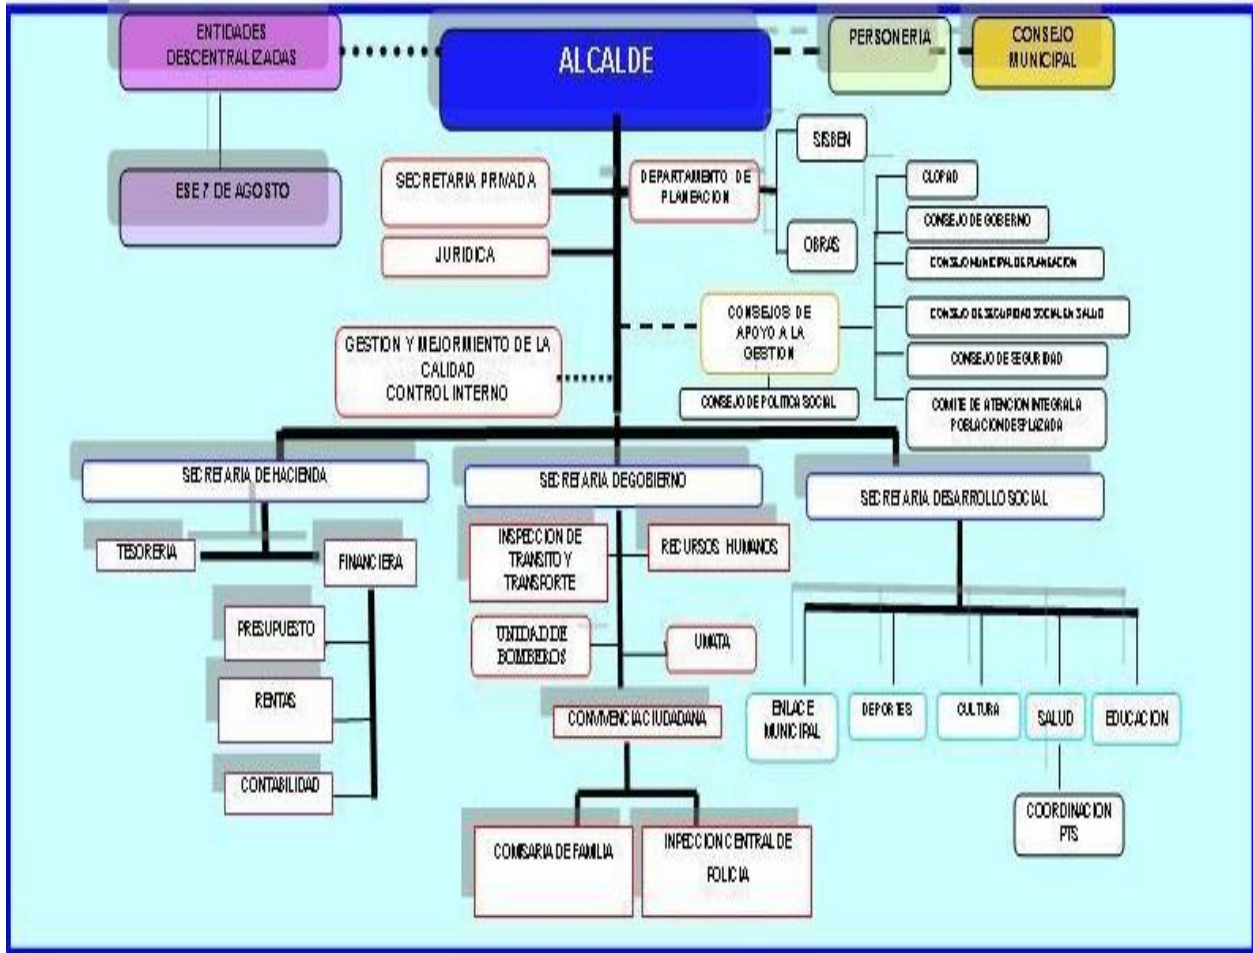 ENTIDADES
DESCENTRALIZADAS
ALCALDE
PERSONERIA
CONSEJO
MUNICIPAL
ESE 7 DE AGOSTO
SECRETARIA PRIVADA
JURIDICA
DEPARTAMENTO DE
PLANEACION
SISBEN
OBRAS
CLOPAD
CONSEJO DE GOBIERNO
CONSEJO MUNICIPAL DE PLANEACION
CONSEJO DE SEGURIDAD SOCIAL EN SALUD
CONSEJO DE SEGURIDAD
COMITE DE ATENCION INTEGRAL A
POBLACION DESPLAZADA
CONSEJOS DE
APOYO A LA
GESTION
CONSEJO DE POLITICA SOCIAL
GESTION Y MEJORMIENTO DE LA
CALIDAD
CONTROL INTERNO
SECRETARIA DE HACIENDA
SECRETARIA DE GOBIERNO
SECRETARIA DESARROLLO SOCIAL
TESORERIA
FINANCIERA
PRESUPUESTO
RENTAS
CONTABILIDAD
INSPECCION DE
TRANSITO Y
TRANSPORTE
RECURSOS HUMANOS
UNIDAD DE
BOMBEROS
UMATA
CONVIVENCIA CIUDADANA
COMISARIA DE FAMILIA
INPECCION CENTRAL DE
POLICIA
ENLACE
MUNICIPAL
DEPORTES
CULTURA
SALUD
EDUCACION
COORDINACION
PTS